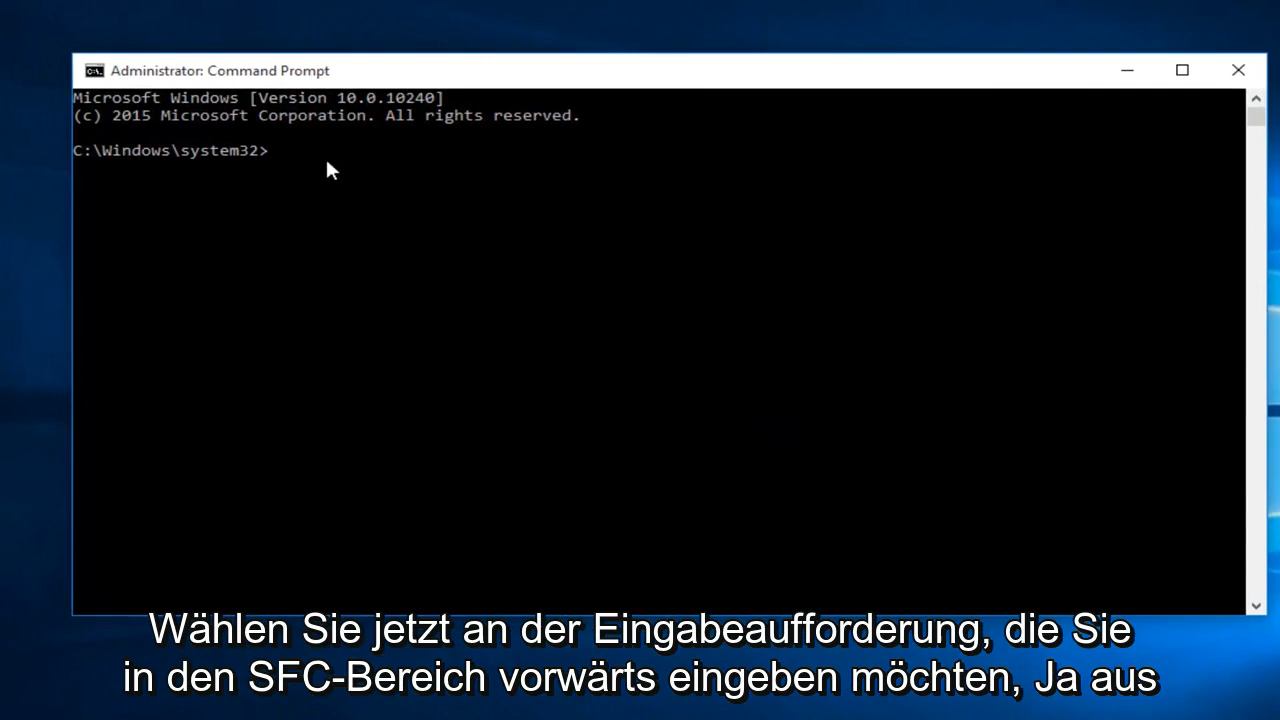 Administrator: Command Prompt
Microsoft Windows [Version 10.0.10240]
(c) 2015 Microsoft Corporation. All rights reserved.
C:\Windows\system32>
Wählen Sie jetzt an der Eingabeaufforderung, die Sie
in den SFC-Bereich vorwärts eingeben möchten, Ja aus